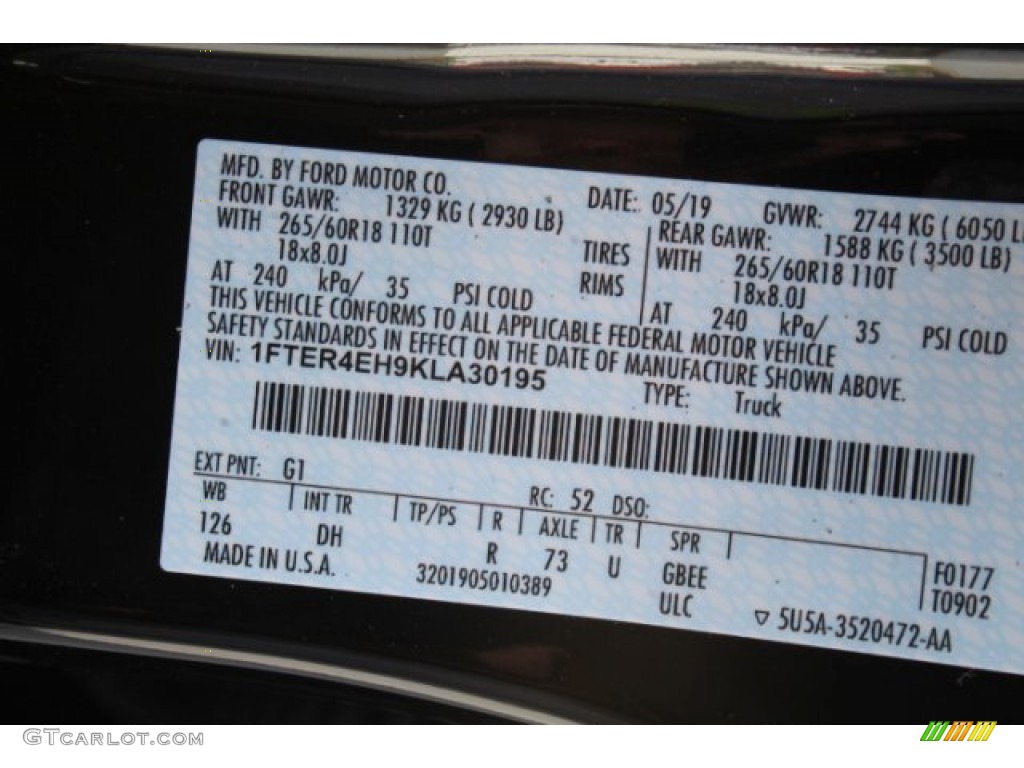 MFD. BY FORD MOTOR CO. DATE: 05/19 GVWR: 2744 KG ( 6050 L
FRONT GAWR: 1329 KG ( 2930 LB) REAR GAWR: 1588 KG ( 3500 LB)
WITH 265/60R18 110T TIRES WITH 265/60R18 110T
18x8.0J RIMS 18x8.0J
AT 240 kPa/ 35 PSI COLD AT 240 kPa/ 35 PSI COLD
THIS VEHICLE CONFORMS TO ALL APPLICABLE FEDERAL MOTOR VEHICLE
SAFETY STANDARDS IN EFFECT ON THE DATE OF MANUFACTURE SHOWN ABOVE.
VIN: 1FTER4EH9KLA30195
TYPE: Truck
EXT PNT: G1 RC: 52 DSO:
WB INT TR TP/PS R AXLE TR SPR
126 DH R 73 U GBEE F0177
MADE IN U.S.A. 3201905010389 ULC T0902
▽ 5U5A-3520472-AA
GTcarlot.com